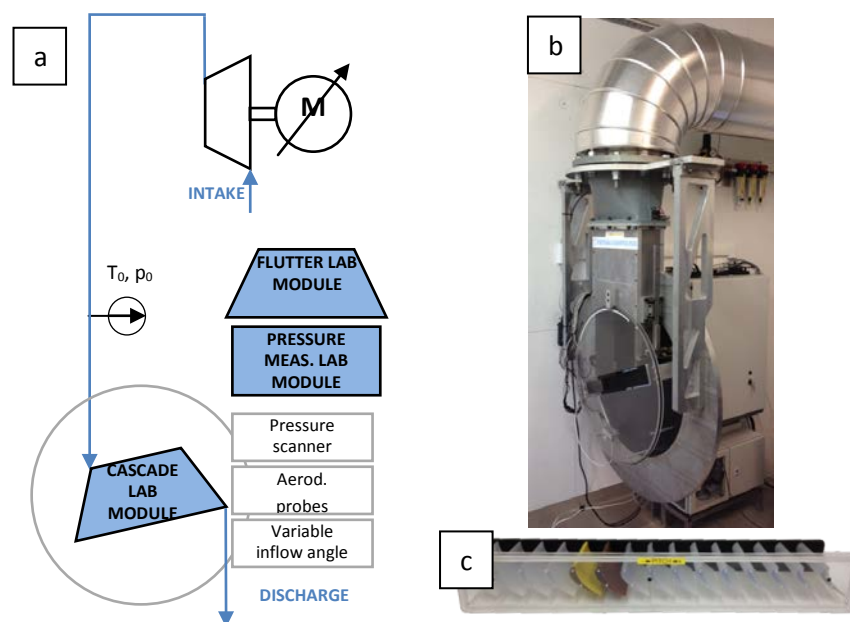 a
M
INTAKE
T₀, p₀
FLUTTER LAB
MODULE
PRESSURE
MEAS. LAB
MODULE
CASCADE
LAB
MODULE
Pressure
scanner
Aerod.
probes
Variable
inflow angle
DISCHARGE
b
c